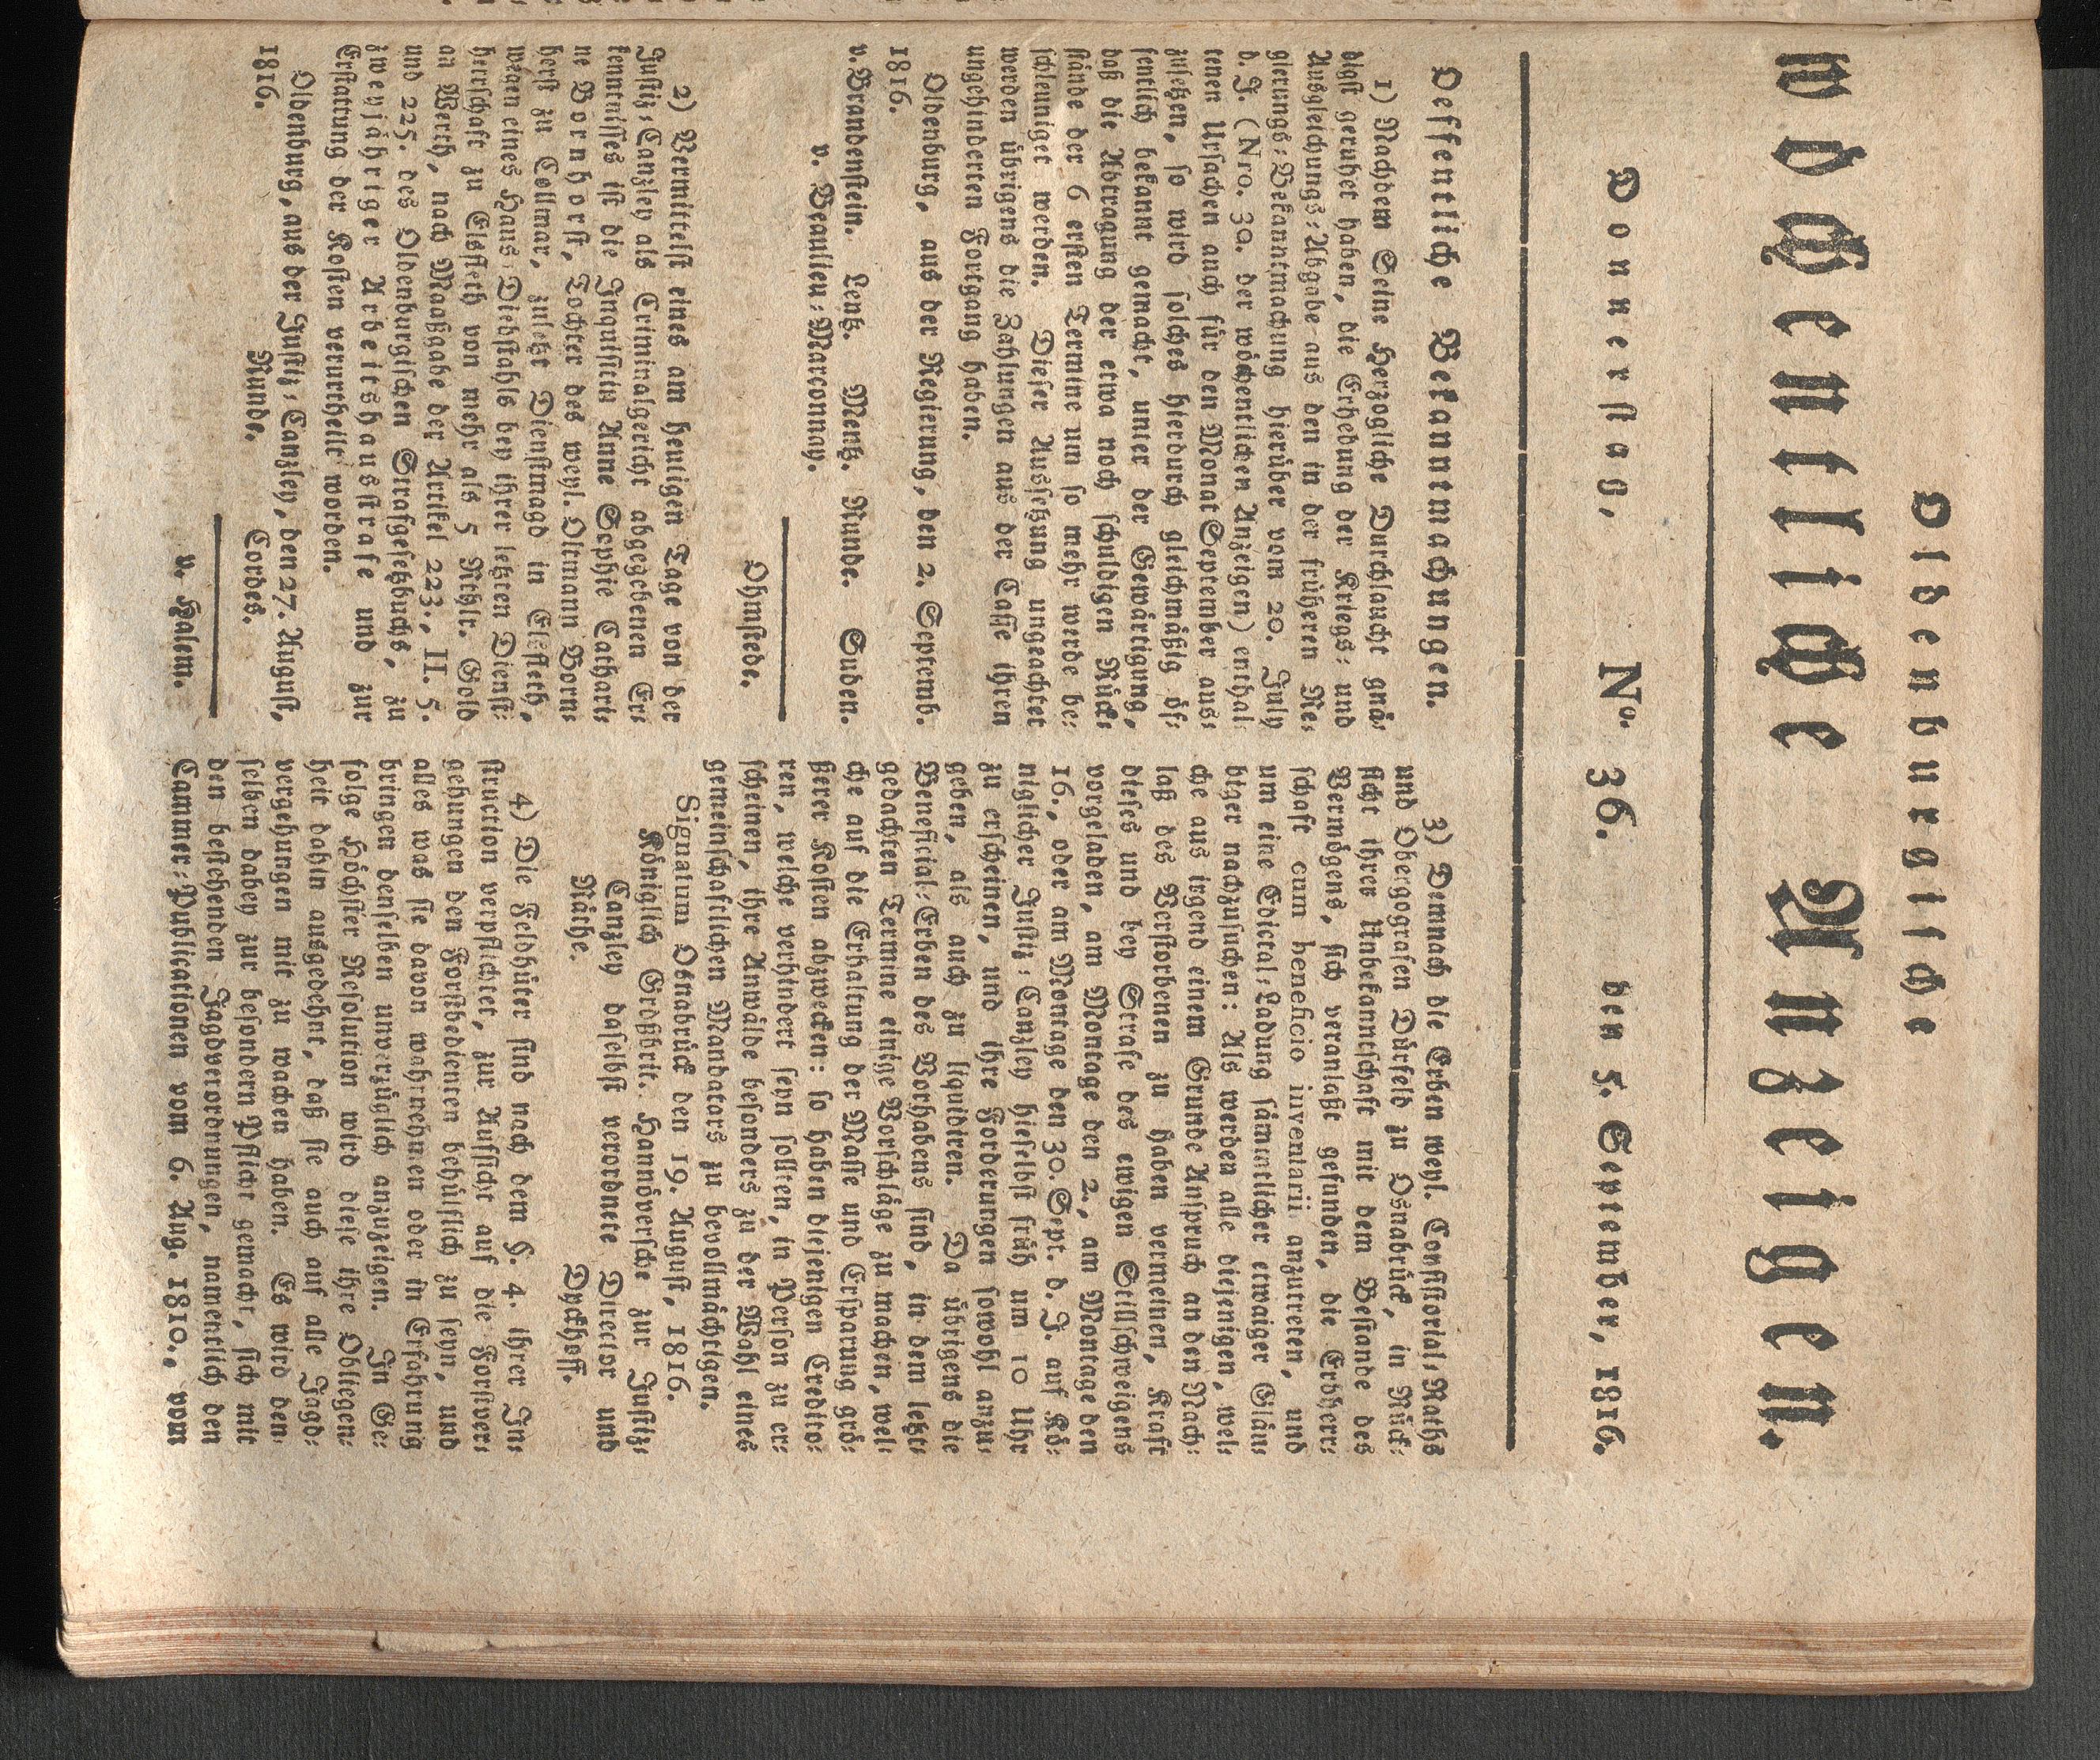 Oldenburgische
wöchentliche Anzeigen.
Donnerstag, No. 36. den 5. September, 1816.
Oeffentliche Bekanntmachungen.
1) Nachdem Seine Herzogliche Durchlaucht gnä-
digst geruhet haben, die Erhebung der Kriegs- und
Ausgleichungs-Abgabe aus den in der früheren Re-
gierungs-Bekanntmachung hierüber vom 20. July
d. J. (Nro. 30. der wöchentlichen Anzeigen) enthal-
tenen Ursachen auch für den Monat September aus-
zusetzen, so wird solches hierdurch gleichmäßig öf-
fentlich bekannt gemacht, unter der Gewärtigung,
daß die Abtragung der etwa noch schuldigen Rück-
stände der 6 ersten Termine um so mehr werde be-
schleuniget werden. Dieser Aussetzung ungeachtet
werden übrigens die Zahlungen aus der Casse ihren
ungehinderten Fortgang haben.
Oldenburg, aus der Regierung, den 2. Septemb.
1816.
v. Brandenstein. Lentz. Mentz. Runde. Suden.
v. Beaulieu-Marconnay.
Ohmstede.
2) Vermittelst eines am heutigen Tage von der
Justiz-Canzley als Criminalgericht abgegebenen Er-
kenntnisses ist die Inquisitin Anne Sophie Cathari-
ne Bornhorst, Tochter des weyl. Oltmann Born-
horst zu Collmar, zuletzt Dienstmagd in Elsfleth,
wegen eines Haus-Diebstahls bey ihrer letzten Dienst-
herrschaft zu Elsfleth von mehr als 5 Rthlr. Gold
an Werth, nach Maaßgabe der Artikel 223., II. 5.
und 225. des Oldenburgischen Strafgesetzbuchs, zu
zweyjähriger Arbeitshausstrafe und zur
Erstattung der Kosten verurtheilt worden.
Oldenburg, aus der Justiz-Canzley, den 27. August,
1816.
Runde. Cordes.
v. Halem.
3) Demnach die Erben weyl. Consistorial-Raths
und Obergografen Dürfeld zu Osnabrück, in Rück-
sicht ihrer Unbekanntschaft mit dem Bestande des
Vermögens, sich veranlaßt gefunden, die Erbherr-
schaft cum beneficio inventarii anzutreten, und
um eine Edictal-Ladung sämmtlicher etwaiger Gläu-
biger nachzusuchen: Als werden alle diejenigen, wel-
che aus irgend einem Grunde Anspruch an den Nach-
laß des Verstorbenen zu haben vermeinen, Kraft
dieses und bey Strafe des ewigen Stillschweigens
vorgeladen, am Montage den 2., am Montage den
16., oder am Montage den 30. Sept. d. J. auf Kö-
niglicher Justiz-Canzley hieselbst früh um 10 Uhr
zu erscheinen, und ihre Forderungen sowohl anzu-
geben, als auch zu liquidiren. Da übrigens die
Beneficial-Erben des Vorhabens sind, in dem letzt-
gedachten Termine einige Vorschläge zu machen, wel-
che auf die Erhaltung der Masse und Ersparung grö-
ßerer Kosten abzwecken: so haben diejenigen Credito-
ren, welche verhindert seyn sollten, in Person zu er-
scheinen, ihre Anwälde besonders zu der Wahl eines
gemeinschaftlichen Mandatars zu bevollmächtigen.
Signatum Osnabrück den 19. August, 1816.
Königlich Großbrit. Hannöversche zur Justiz-
Canzley daselbst verordnete Director und
Räthe.
Dyckhoff.
4) Die Feldhüter sind nach dem §. 4. ihrer In-
struction verpflichtet, zur Aufsicht auf die Forstver-
gehungen den Forstbedienten behülflich zu seyn, und
alles was sie davon wahrnehmen oder in Erfahrung
bringen denselben unverzüglich anzuzeigen. In Ge-
folge Höchster Resolution wird diese ihre Obliegen-
heit dahin ausgedehnt, daß sie auch auf alle Jagd-
vergehungen mit zu wachen haben. Es wird den-
selben dabey zur besondern Pflicht gemacht, sich mit
den bestehenden Jagdverordnungen, namentlich den
Cammer-Publicationen vom 6. Aug. 1810., vom